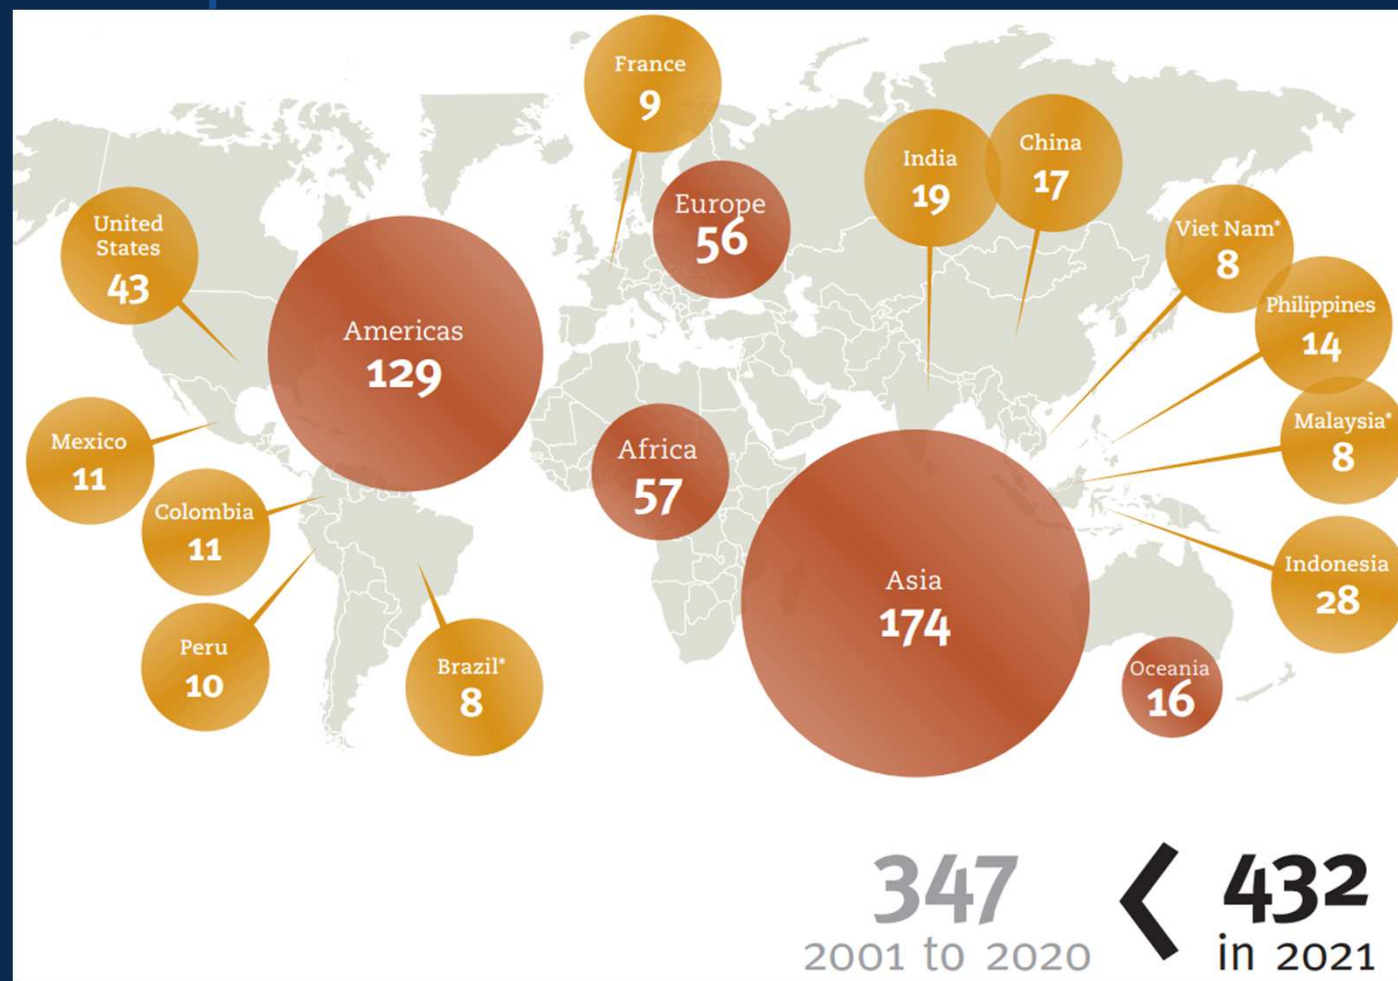 France
9
Europe
56
India
19
China
17
United
States
43
Viet Nam*
8
Philippines
14
Americas
129
Mexico
11
Africa
57
Malaysia*
8
Colombia
11
Asia
174
Indonesia
28
Peru
10
Brazil*
8
Oceania
16
347
2001 to 2020
<
432
in 2021